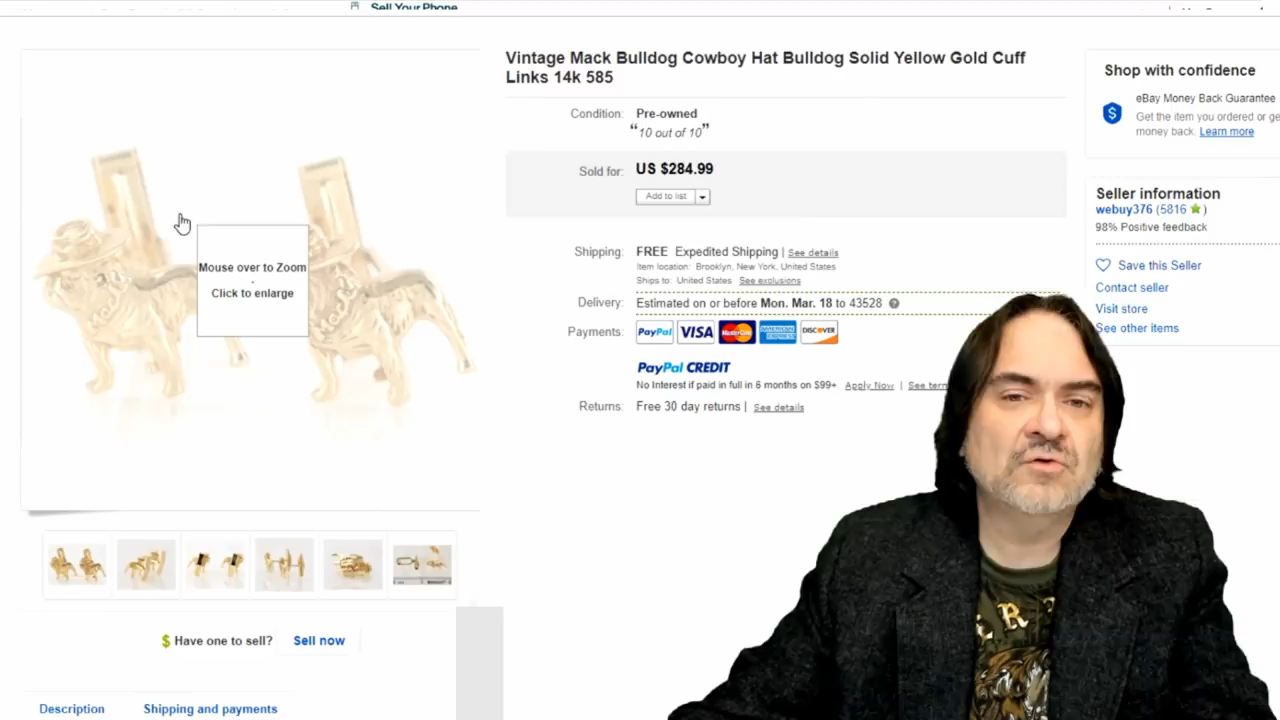 Sell Your Phone
Vintage Mack Bulldog Cowboy Hat Bulldog Solid Yellow Gold Cuff
Links 14k 585
Condition: Pre-owned
“10 out of 10”
Sold for: US $284.99
Add to list
Shipping: FREE Expedited Shipping | See details
Item location: Brooklyn, New York, United States
Ships to: United States See exclusions
Delivery: Estimated on or before Mon. Mar. 18 to 43528
Payments: PayPal VISA MasterCard AMERICAN EXPRESS DISCOVER
PayPal CREDIT
No Interest if paid in full in 6 months on $99+ Apply Now | See
Returns: Free 30 day returns | See details
Mouse over to Zoom
-
Click to enlarge
$ Have one to sell? Sell now
Description Shipping and payments
Shop with confidence
eBay Money Back Guarantee
Get the item you ordered or
money back. Learn more
Seller information
webuy376 (5816)
98% Positive feedback
Save this Seller
Contact seller
Visit store
See other items